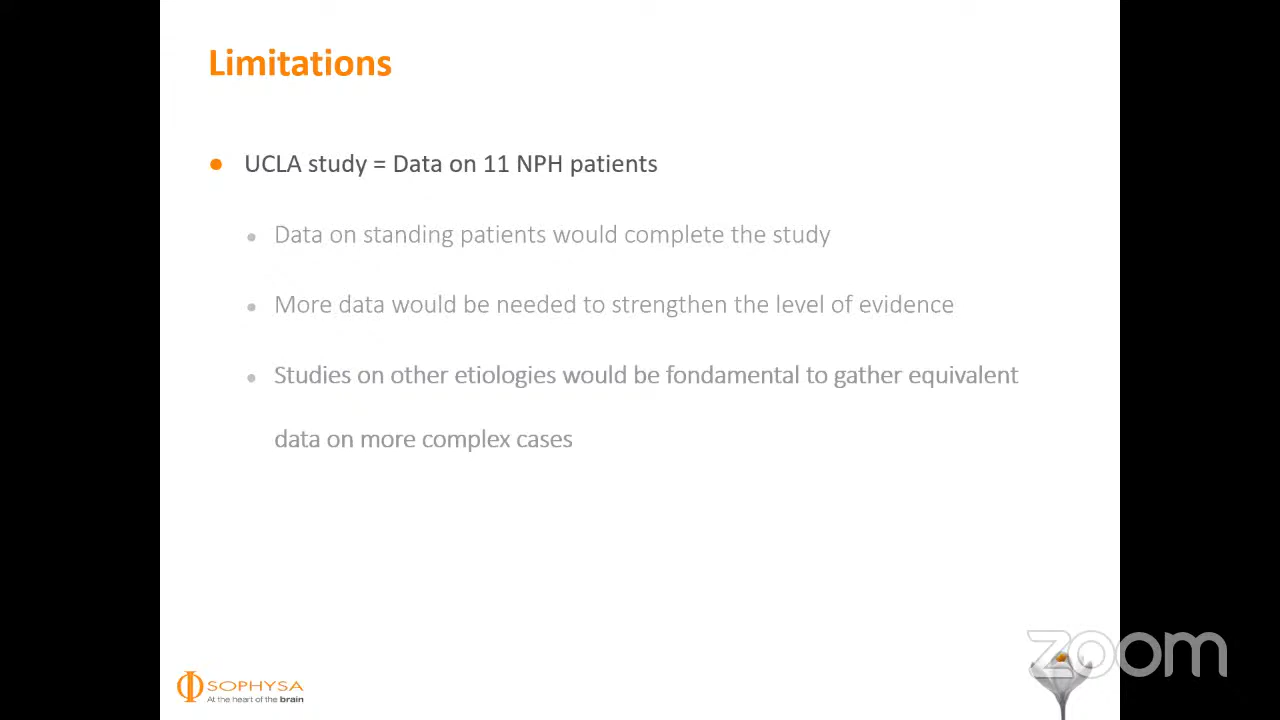 Limitations
UCLA study = Data on 11 NPH patients
Data on standing patients would complete the study
More data would be needed to strengthen the level of evidence
Studies on other etiologies would be fondamental to gather equivalent
data on more complex cases
SOPHYSA
At the heart of the brain
zoom